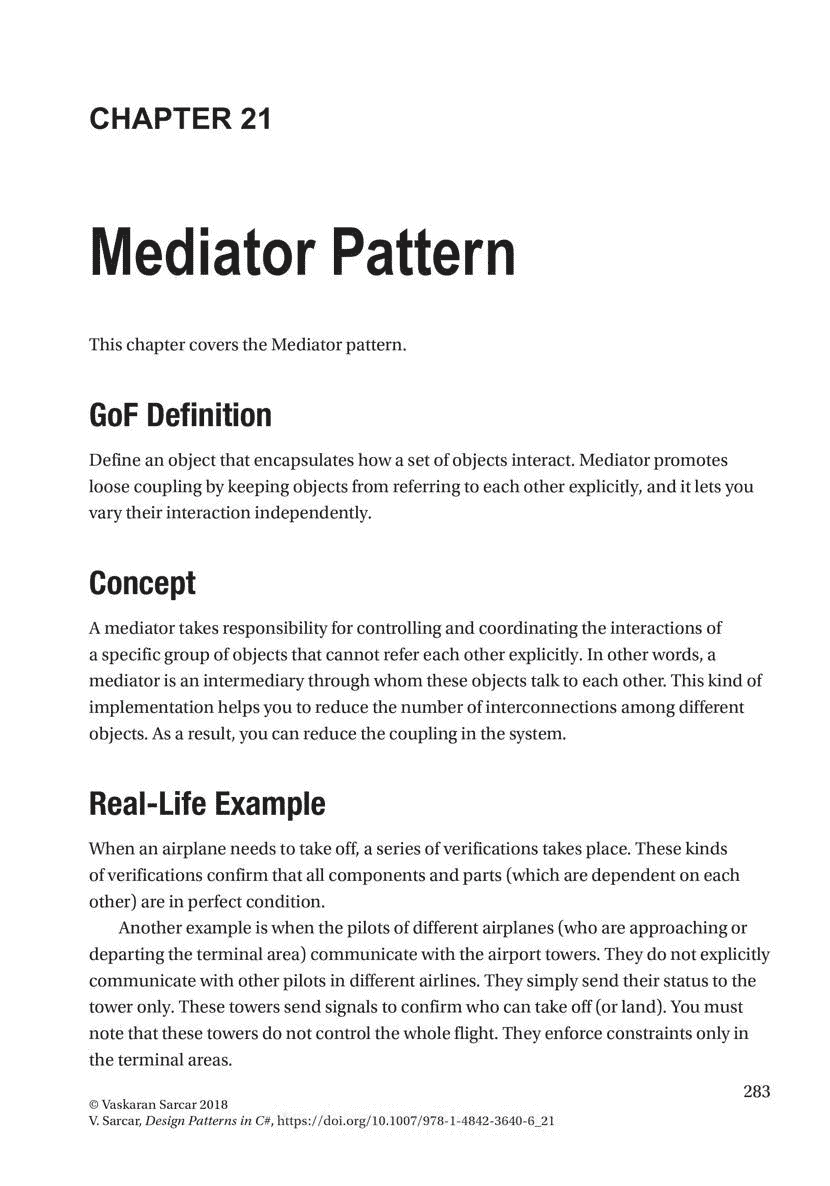 CHAPTER 21
Mediator Pattern
This chapter covers the Mediator pattern.
GoF Definition
Define an object that encapsulates how a set of objects interact. Mediator promotes
loose coupling by keeping objects from referring to each other explicitly, and it lets you
vary their interaction independently.
Concept
A mediator takes responsibility for controlling and coordinating the interactions of
a specific group of objects that cannot refer each other explicitly. In other words, a
mediator is an intermediary through whom these objects talk to each other. This kind of
implementation helps you to reduce the number of interconnections among different
objects. As a result, you can reduce the coupling in the system.
Real-Life Example
When an airplane needs to take off, a series of verifications takes place. These kinds
of verifications confirm that all components and parts (which are dependent on each
other) are in perfect condition.
Another example is when the pilots of different airplanes (who are approaching or
departing the terminal area) communicate with the airport towers. They do not explicitly
communicate with other pilots in different airlines. They simply send their status to the
tower only. These towers send signals to confirm who can take off (or land). You must
note that these towers do not control the whole flight. They enforce constraints only in
the terminal areas.
283
© Vaskaran Sarcar 2018
V. Sarcar, Design Patterns in C#, https://doi.org/10.1007/978-1-4842-3640-6_21